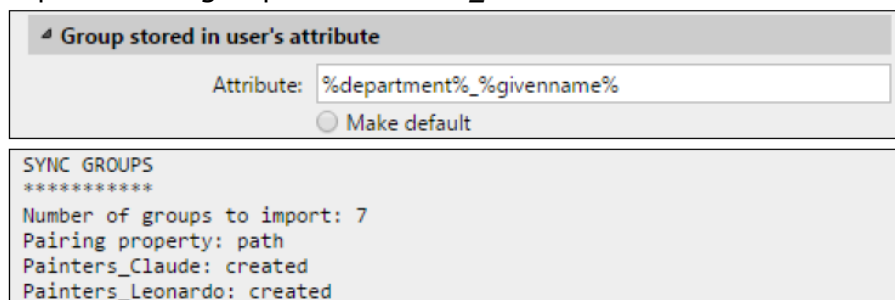 Group stored in user's attribute
Attribute: %department%_%givenname%
Make default
SYNC GROUPS
***********
Number of groups to import: 7
Pairing property: path
Painters_Claude: created
Painters_Leonardo: created